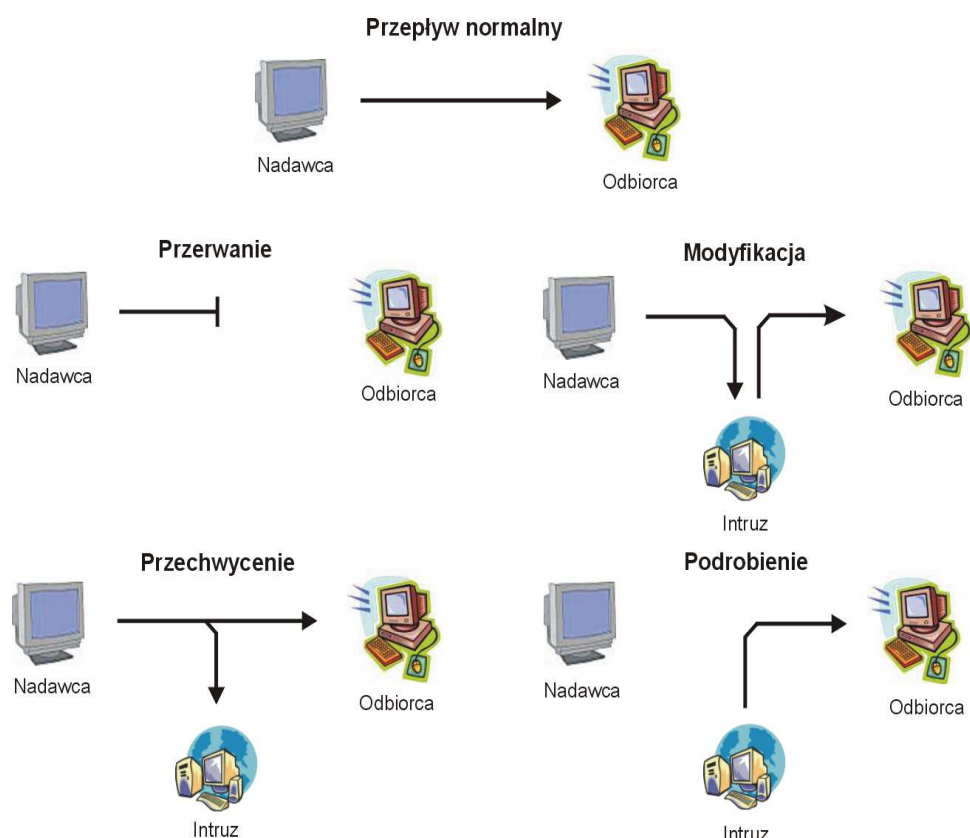 Przepływ normalny
Nadawca
Odbiorca
Przerwanie
Nadawca
Odbiorca
Modyfikacja
Nadawca
Odbiorca
Intruz
Przechwycenie
Nadawca
Odbiorca
Intruz
Podrobienie
Nadawca
Odbiorca
Intruz